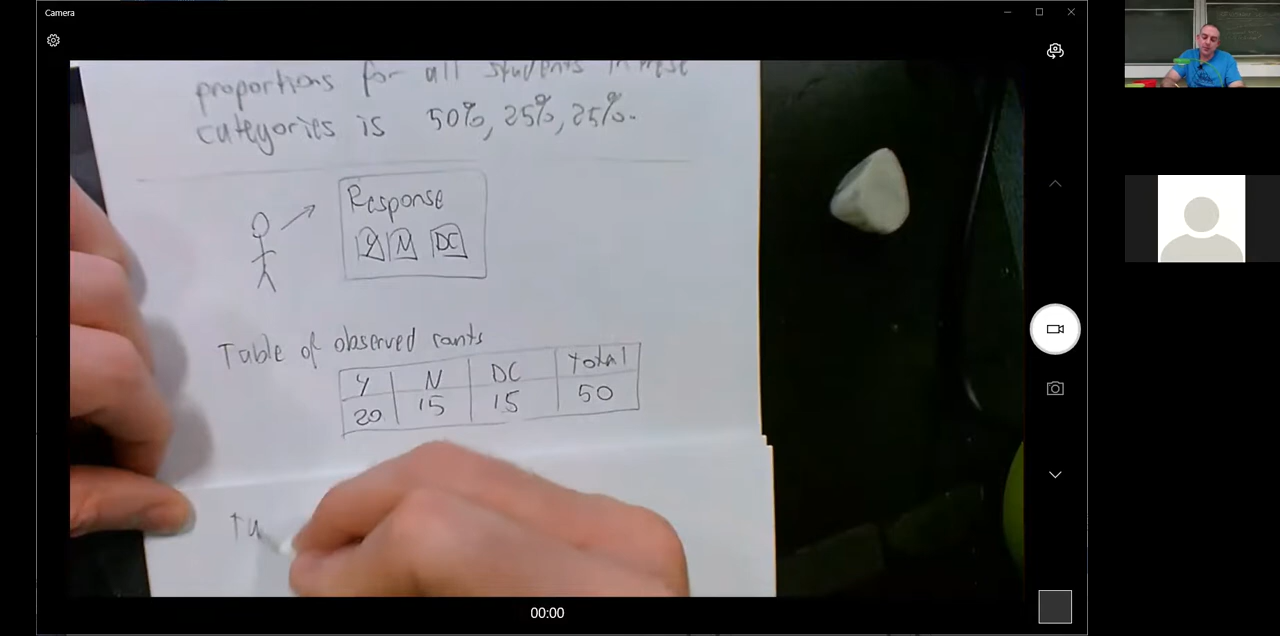 Camera
proportions for all students in these
categories is 50%, 25%, 25%.
Response
Y N DC
Table of observed counts
Y N DC Total
20 15 15 50
Ta
00:00